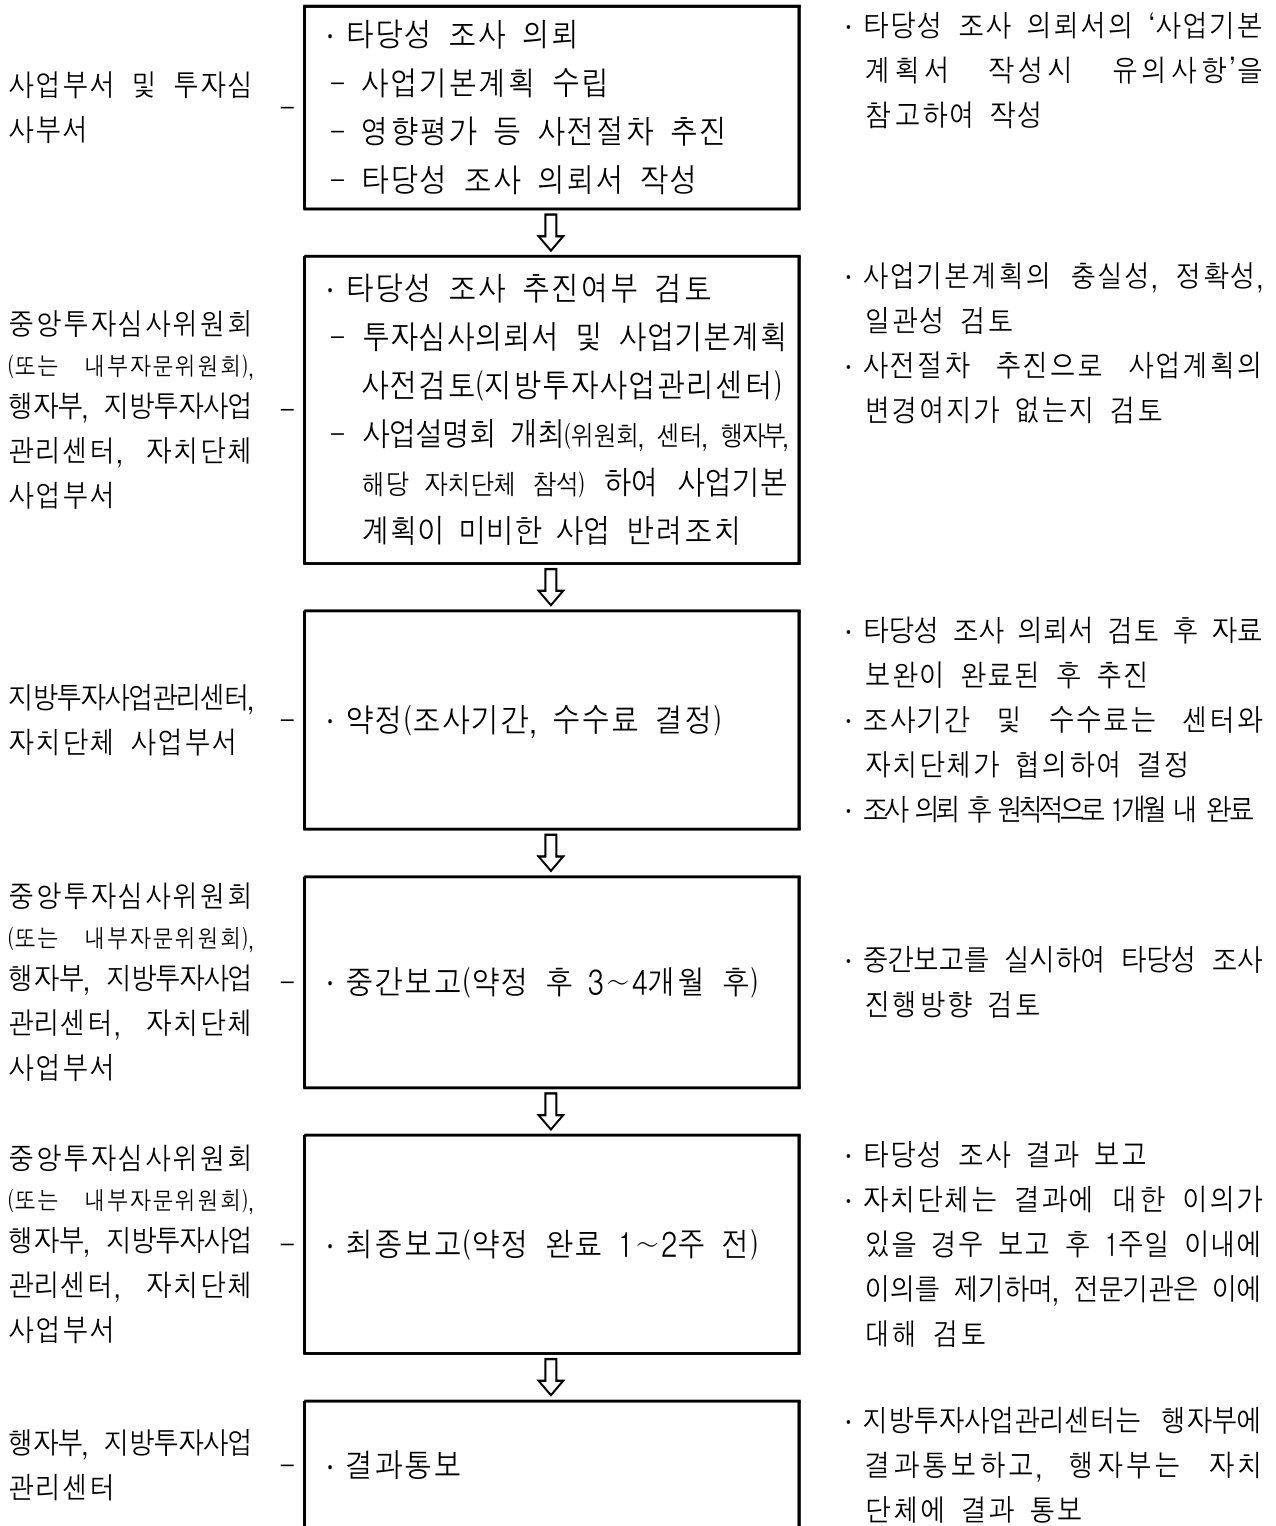 사업부서 및 투자심
사부서
–
· 타당성 조사 의뢰
– 사업기본계획 수립
– 영향평가 등 사전절차 추진
– 타당성 조사 의뢰서 작성
· 타당성 조사 의뢰서의 ‘사업기본
계획서 작성시 유의사항’을
참고하여 작성
중앙투자심사위원회
(또는 내부자문위원회),
행자부, 지방투자사업
관리센터, 자치단체
사업부서
–
· 타당성 조사 추진여부 검토
– 투자심사의뢰서 및 사업기본계획
사전검토(지방투자사업관리센터)
– 사업설명회 개최(위원회, 센터, 행자부,
해당 자치단체 참석) 하여 사업기본
계획이 미비한 사업 반려조치
· 사업기본계획의 충실성, 정확성,
일관성 검토
· 사전절차 추진으로 사업계획의
변경여지가 없는지 검토
지방투자사업관리센터,
자치단체 사업부서
–
· 약정(조사기간, 수수료 결정)
· 타당성 조사 의뢰서 검토 후 자료
보완이 완료된 후 추진
· 조사기간 및 수수료는 센터와
자치단체가 협의하여 결정
· 조사 의뢰 후 원칙적으로 1개월 내 완료
중앙투자심사위원회
(또는 내부자문위원회),
행자부, 지방투자사업
관리센터, 자치단체
사업부서
–
· 중간보고(약정 후 3～4개월 후)
· 중간보고를 실시하여 타당성 조사
진행방향 검토
중앙투자심사위원회
(또는 내부자문위원회),
행자부, 지방투자사업
관리센터, 자치단체
사업부서
–
· 최종보고(약정 완료 1～2주 전)
· 타당성 조사 결과 보고
· 자치단체는 결과에 대한 이의가
있을 경우 보고 후 1주일 이내에
이의를 제기하며, 전문기관은 이에
대해 검토
행자부, 지방투자사업
관리센터
–
· 결과통보
· 지방투자사업관리센터는 행자부에
결과통보하고, 행자부는 자치
단체에 결과 통보